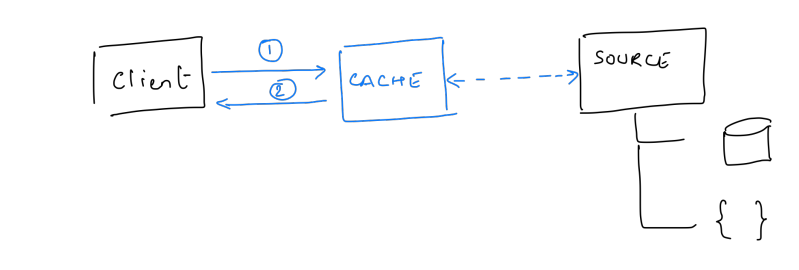 Client
①
②
CACHE
SOURCE
{ }